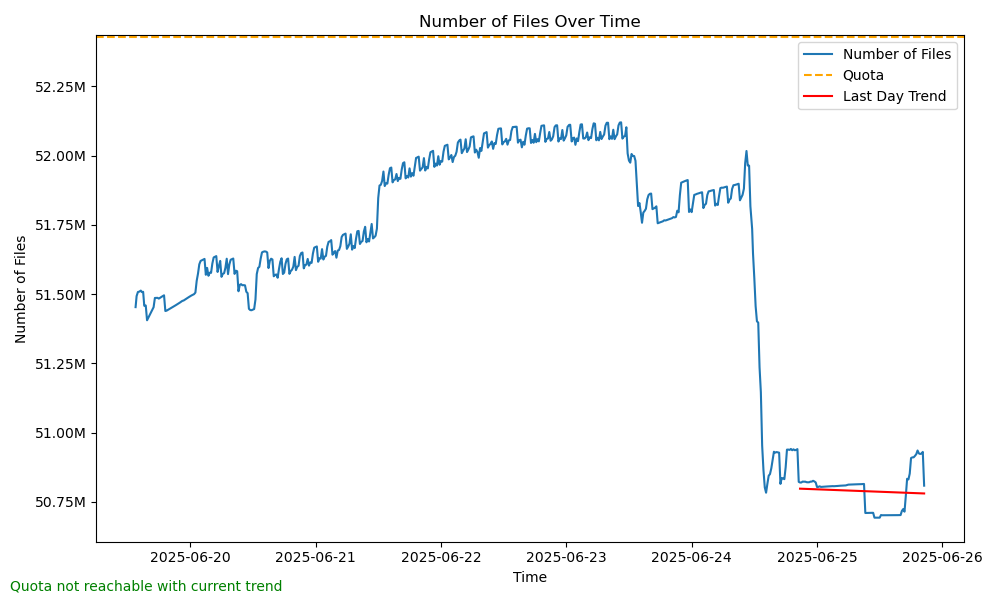 Number of Files Over Time
Number of Files
Quota
Last Day Trend
52.25M
52.00M
51.75M
51.50M
51.25M
51.00M
50.75M
Number of Files
2025-06-20 2025-06-21 2025-06-22 2025-06-23 2025-06-24 2025-06-25 2025-06-26
Time
Quota not reachable with current trend